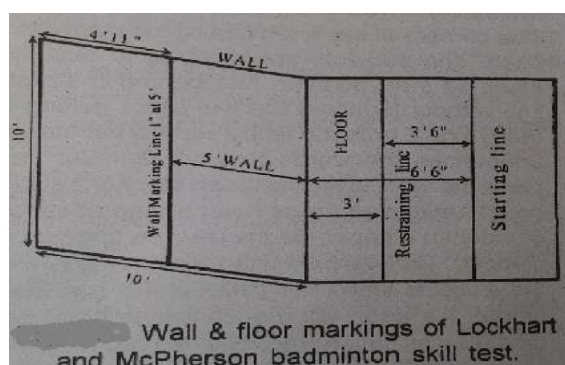 4'11"
WALL
10'
Wall Marking Line 1" at 5'
5' WALL
FLOOR
3'6"
6'6"
3'
Restraining line
Starting line
10'
Wall & floor markings of Lockhart
and McPherson badminton skill test.